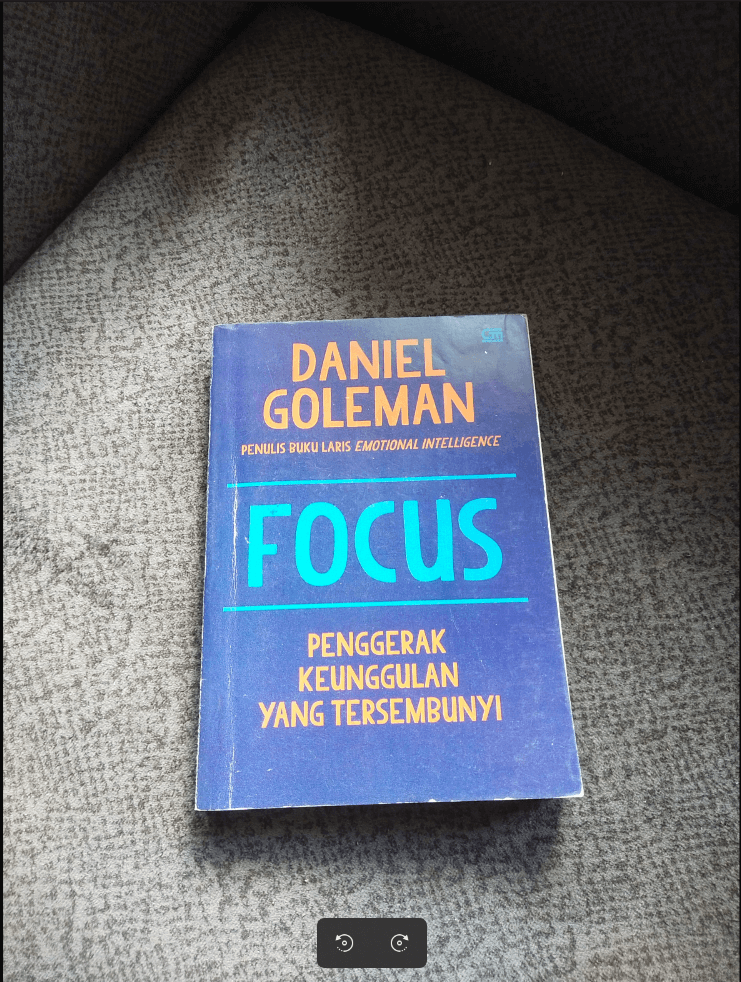 DANIEL
GOLEMAN
PENULIS BUKU LARIS EMOTIONAL INTELLIGENCE
FOCUS
PENGGERAK
KEUNGGULAN
YANG TERSEMBUNYI